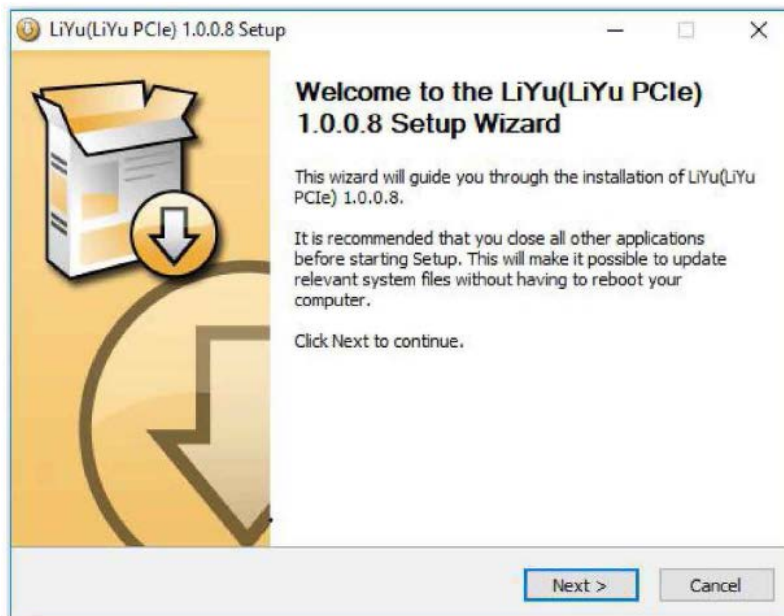 LiYu(LiYu PCIe) 1.0.0.8 Setup
Welcome to the LiYu(LiYu PCIe)
1.0.0.8 Setup Wizard
This wizard will guide you through the installation of LiYu(LiYu
PCIe) 1.0.0.8.
It is recommended that you close all other applications
before starting Setup. This will make it possible to update
relevant system files without having to reboot your
computer.
Click Next to continue.
Next >
Cancel